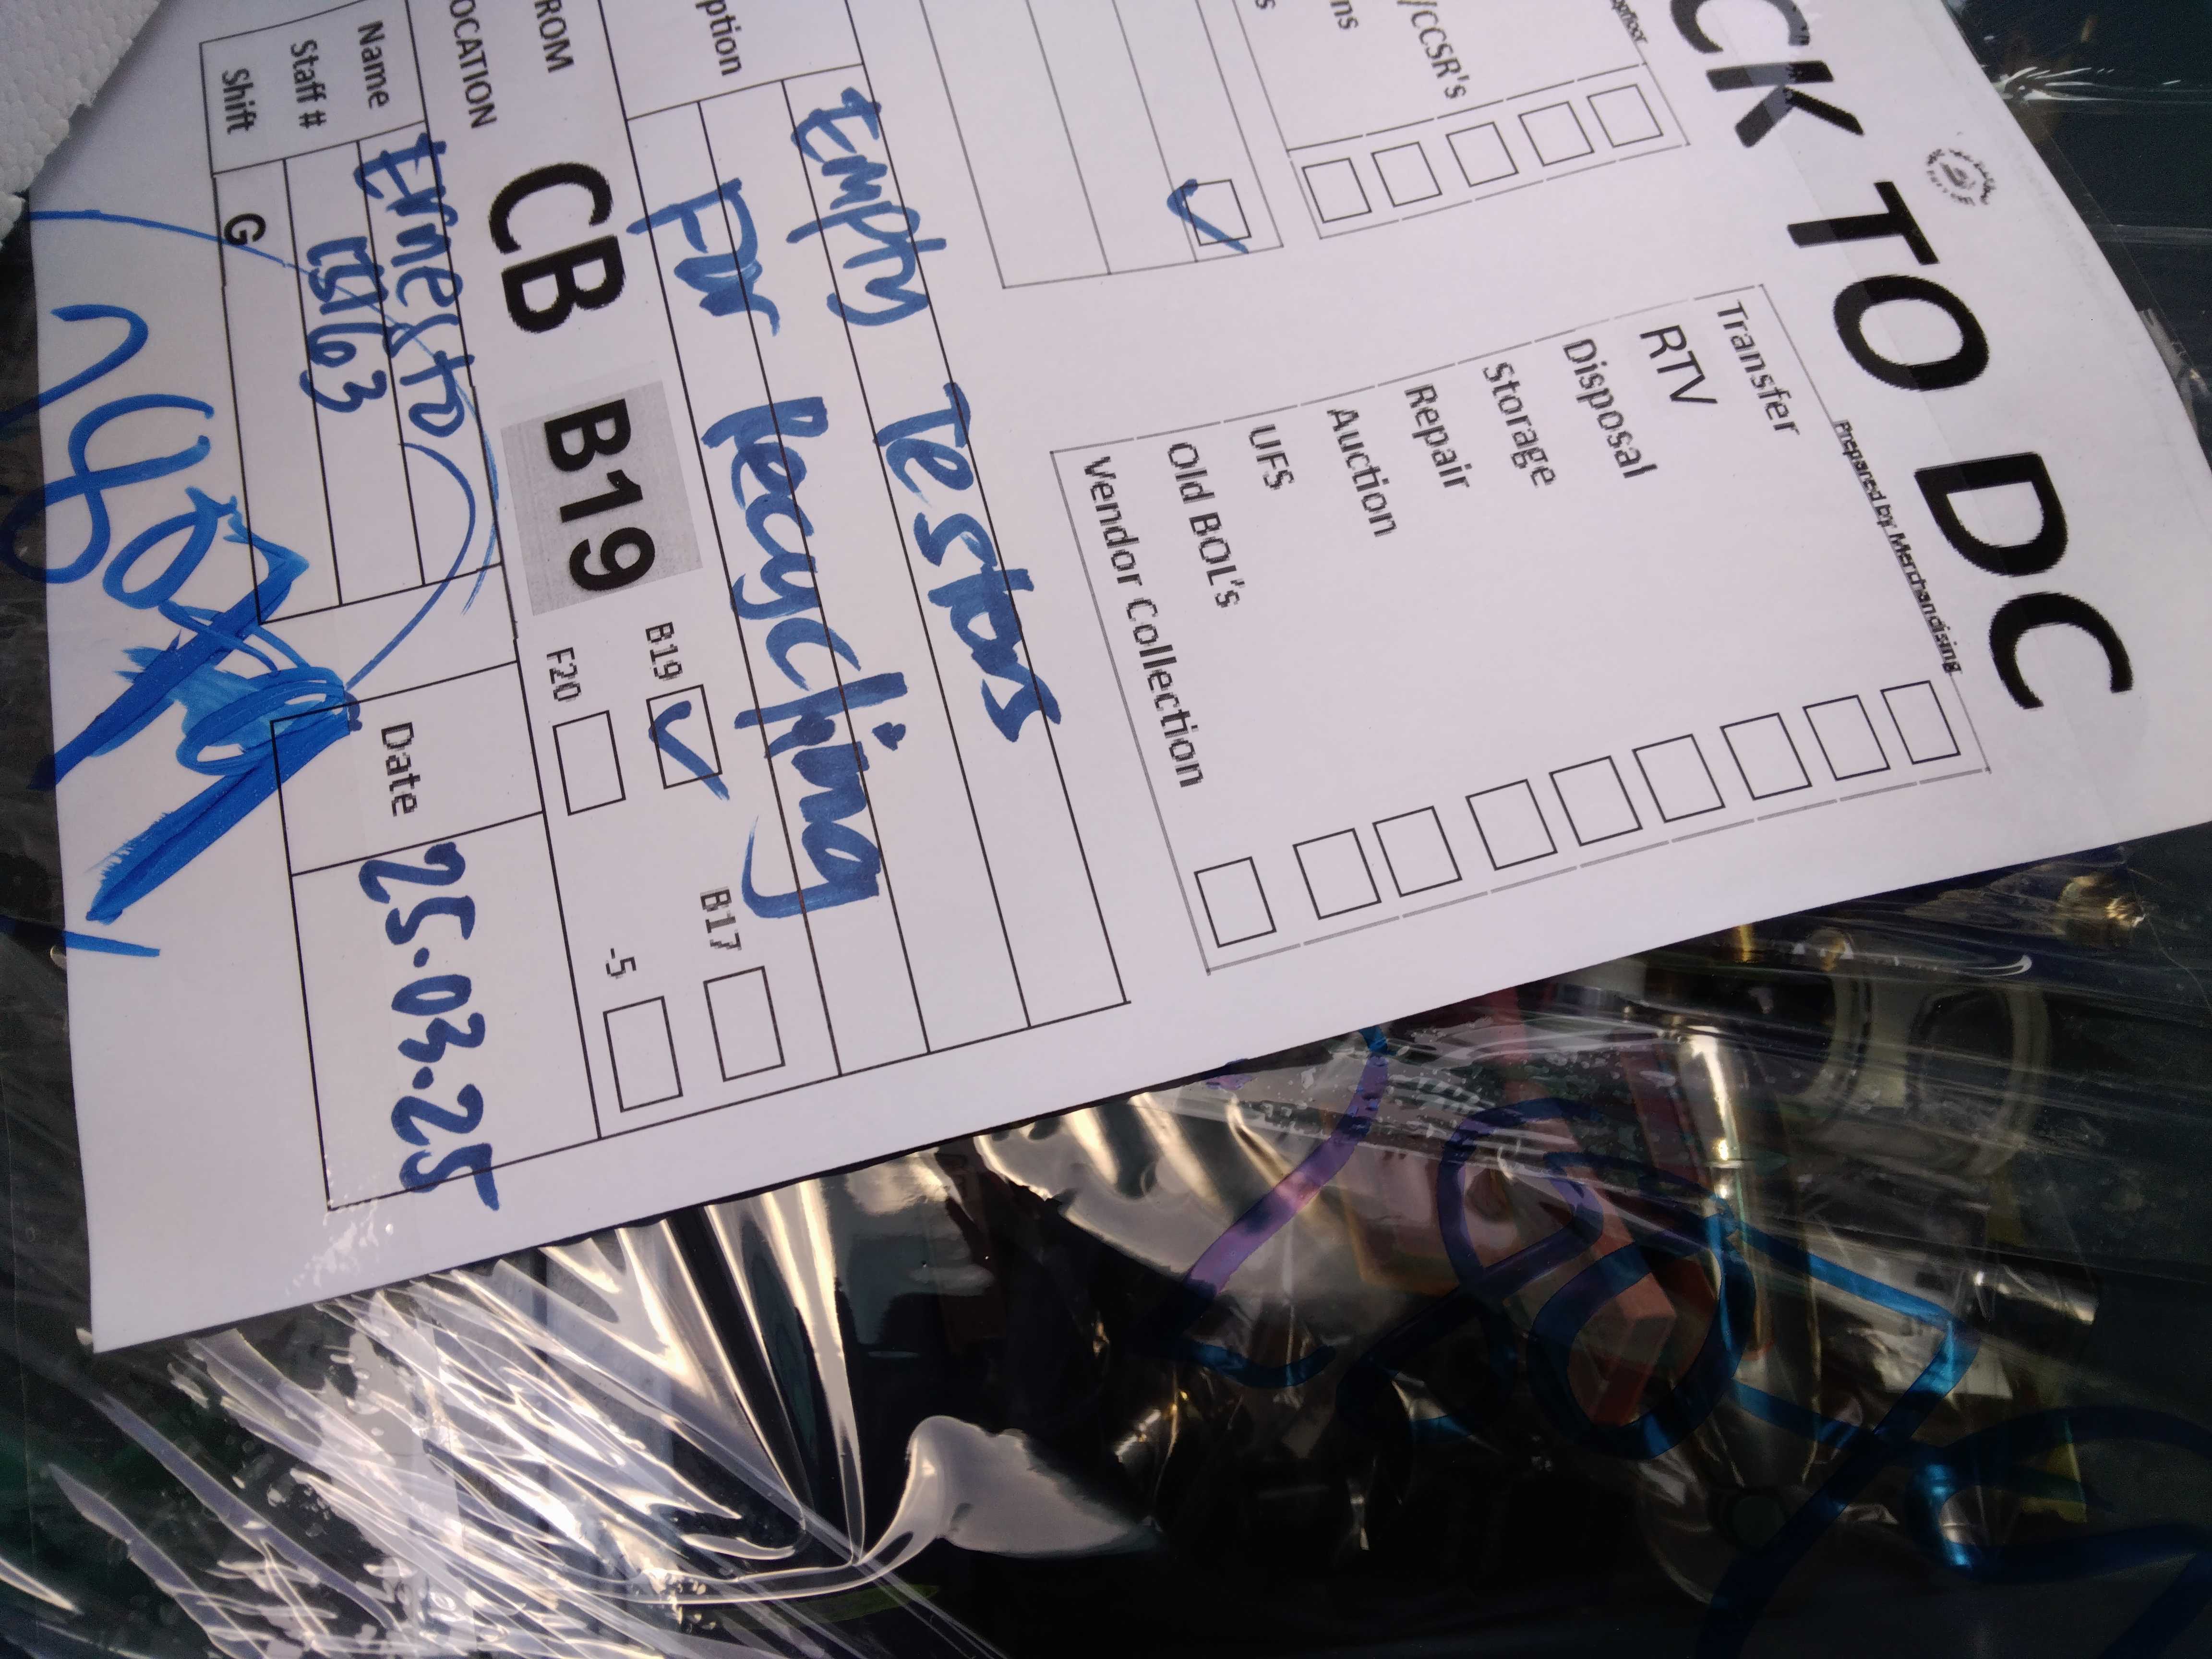 CK TO DC
Prepared by Merchandising
/CCSR's
Transfer
RTV
Disposal
Storage
Repair
Auction
UFS
Old BOL's
Vendor Collection
ption
Empty Testors
For Recycling
ROM
OCATION
CB
B19
B19
B17
F20
-5
Name
Ernesto
Staff #
Shift
G
Date
25.03.25